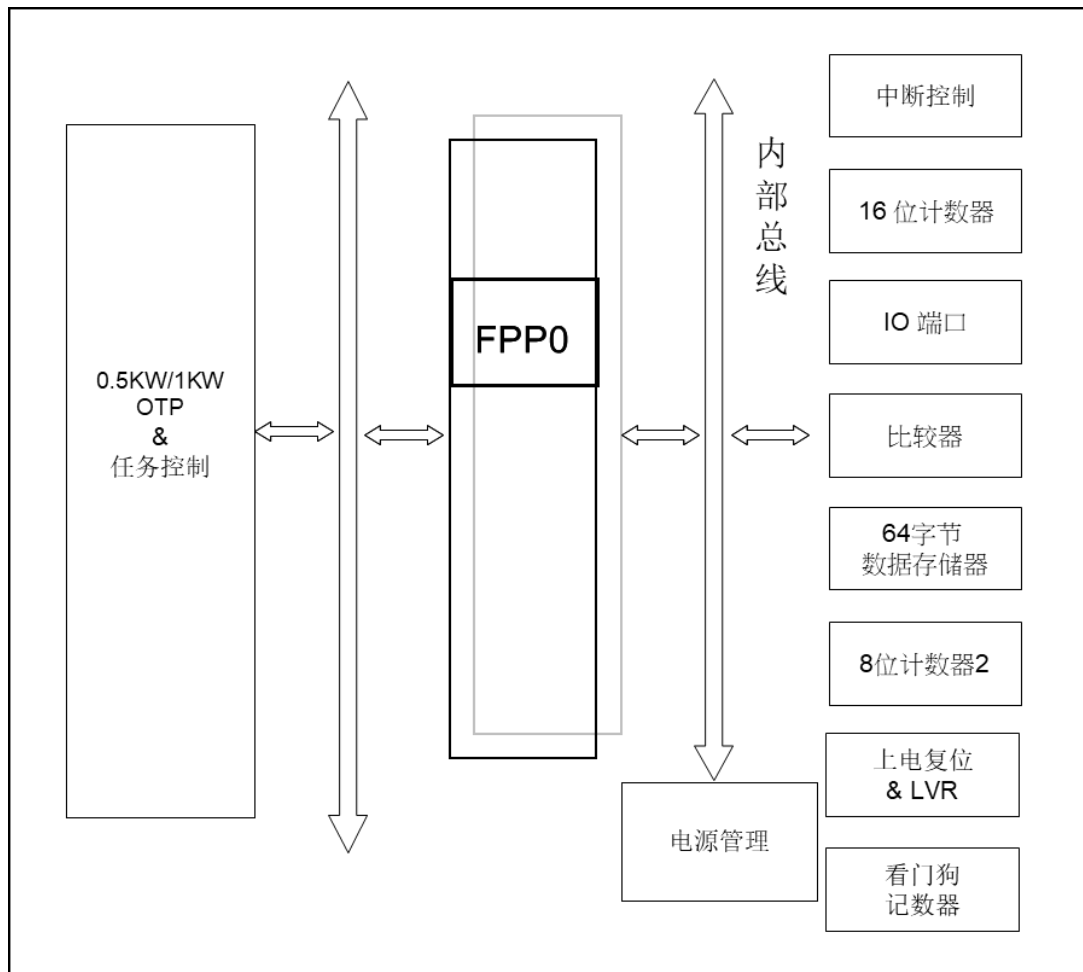 0.5KW/1KW
OTP
&
任务控制
FPP0
内
部
总
线
中断控制
16 位计数器
IO 端口
比较器
64字节
数据存储器
8位计数器2
上电复位
& LVR
电源管理
看门狗
记数器